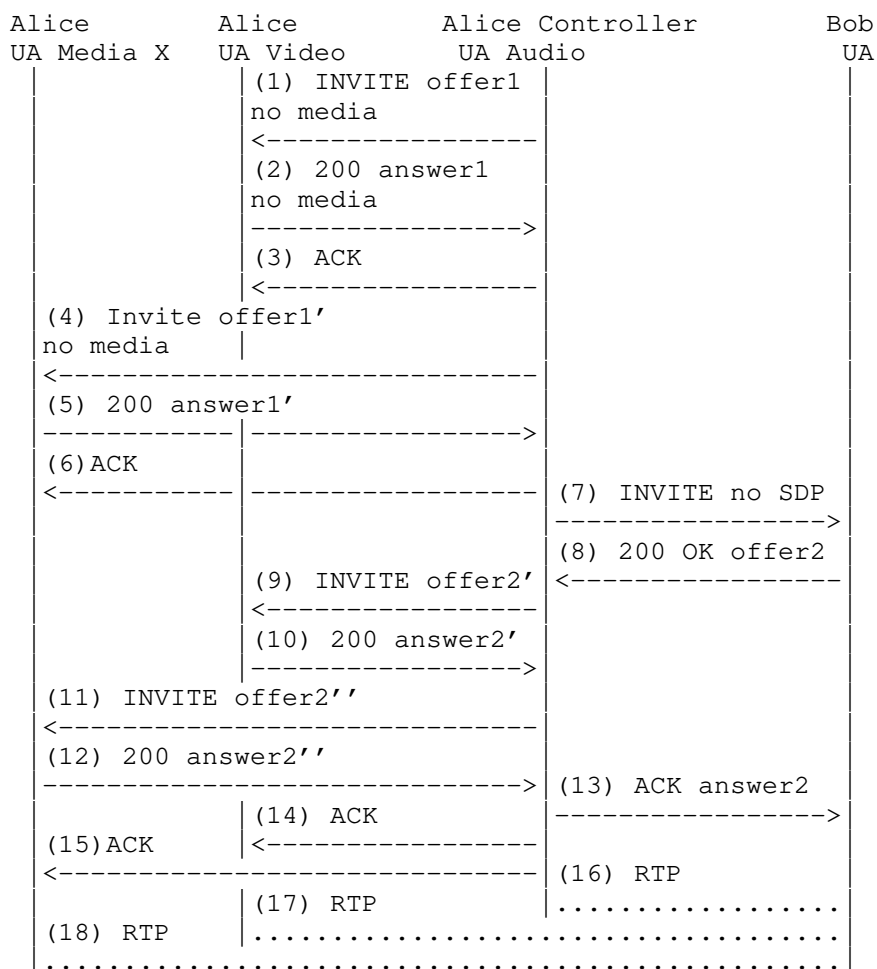 Alice Alice Alice Controller Bob
UA Media X UA Video UA Audio UA
(1) INVITE offer1
no media
(2) 200 answer1
no media
(3) ACK
(4) Invite offer1′
no media
(5) 200 answer1′
(6)ACK
(7) INVITE no SDP
(8) 200 OK offer2
(9) INVITE offer2′
(10) 200 answer2′
(11) INVITE offer2′′
(12) 200 answer2′′
(13) ACK answer2
(14) ACK
(15)ACK
(16) RTP
(17) RTP
(18) RTP